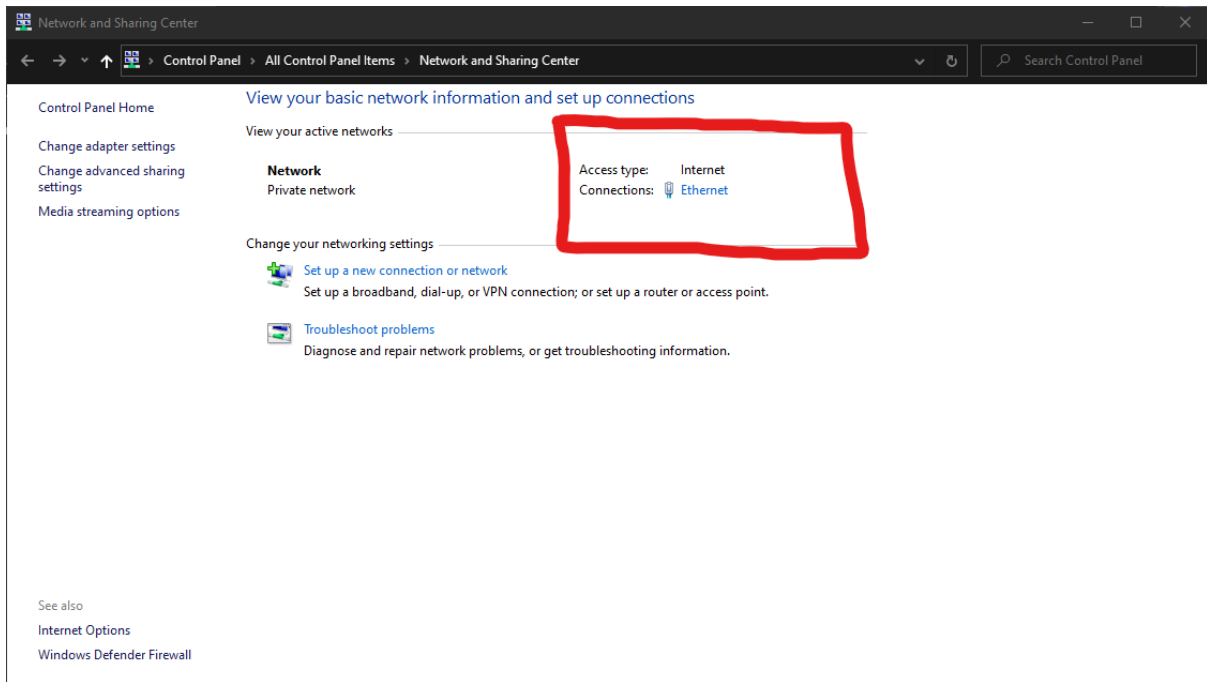 Network and Sharing Center
Control Panel > All Control Panel Items > Network and Sharing Center
Search Control Panel
Control Panel Home
Change adapter settings
Change advanced sharing
settings
Media streaming options
View your basic network information and set up connections
View your active networks
Network
Private network
Access type: Internet
Connections: Ethernet
Change your networking settings
Set up a new connection or network
Set up a broadband, dial-up, or VPN connection; or set up a router or access point.
Troubleshoot problems
Diagnose and repair network problems, or get troubleshooting information.
See also
Internet Options
Windows Defender Firewall